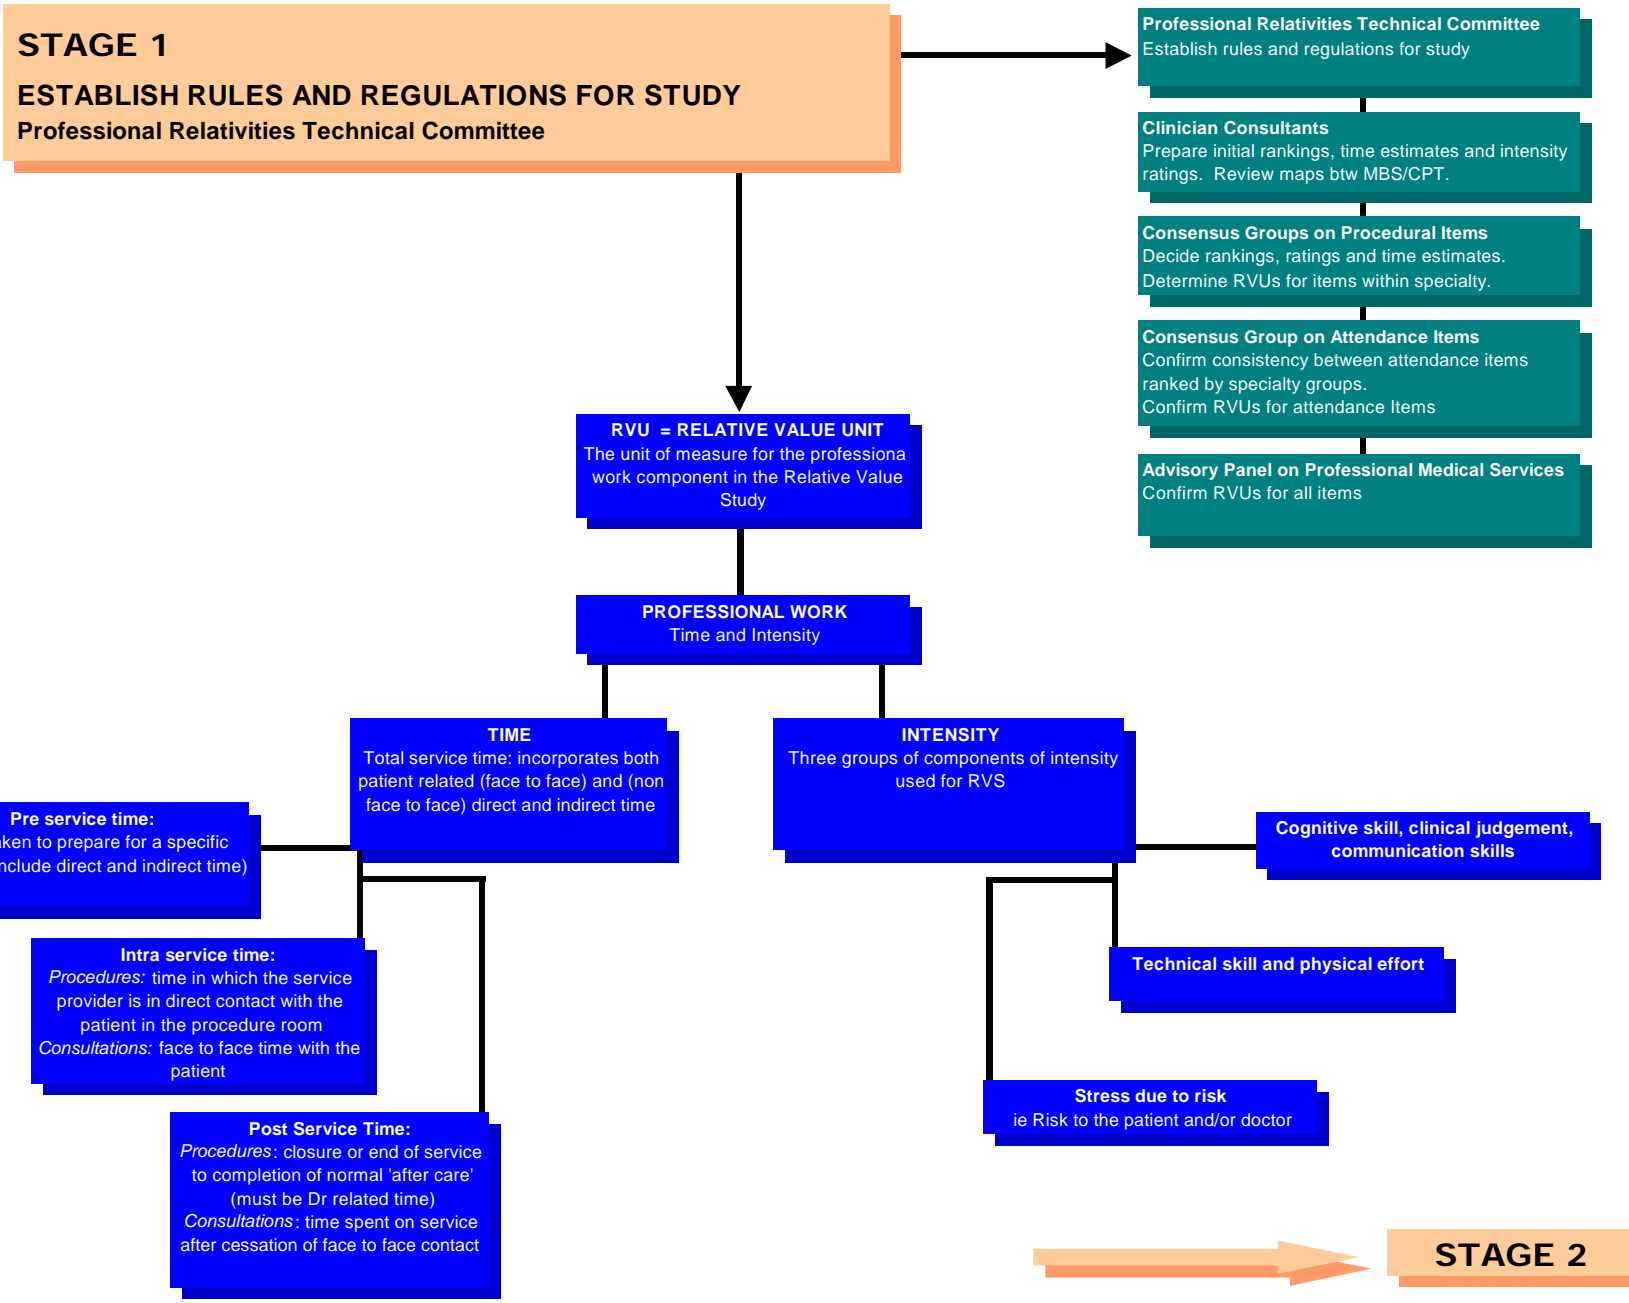 STAGE 1
ESTABLISH RULES AND REGULATIONS FOR STUDY
Professional Relativities Technical Committee
Professional Relativities Technical Committee
Establish rules and regulations for study
Clinician Consultants
Prepare initial rankings, time estimates and intensity
ratings. Review maps btw MBS/CPT.
Consensus Groups on Procedural Items
Decide rankings, ratings and time estimates.
Determine RVUs for items within specialty.
Consensus Group on Attendance Items
Confirm consistency between attendance items
ranked by specialty groups.
Confirm RVUs for attendance Items
Advisory Panel on Professional Medical Services
Confirm RVUs for all items
RVU = RELATIVE VALUE UNIT
The unit of measure for the professiona
work component in the Relative Value
Study
PROFESSIONAL WORK
Time and Intensity
TIME
Total service time: incorporates both
patient related (face to face) and (non
face to face) direct and indirect time
INTENSITY
Three groups of components of intensity
used for RVS
Pre service time:
to prepare for a specific
direct and indirect time)
Intra service time:
Procedures: time in which the service
provider is in direct contact with the
patient in the procedure room
Consultations: face to face time with the
patient
Post Service Time:
Procedures: closure or end of service
to completion of normal 'after care'
(must be Dr related time)
Consultations: time spent on service
after cessation of face to face contact
Cognitive skill, clinical judgement,
communication skills
Technical skill and physical effort
Stress due to risk
ie Risk to the patient and/or doctor
STAGE 2